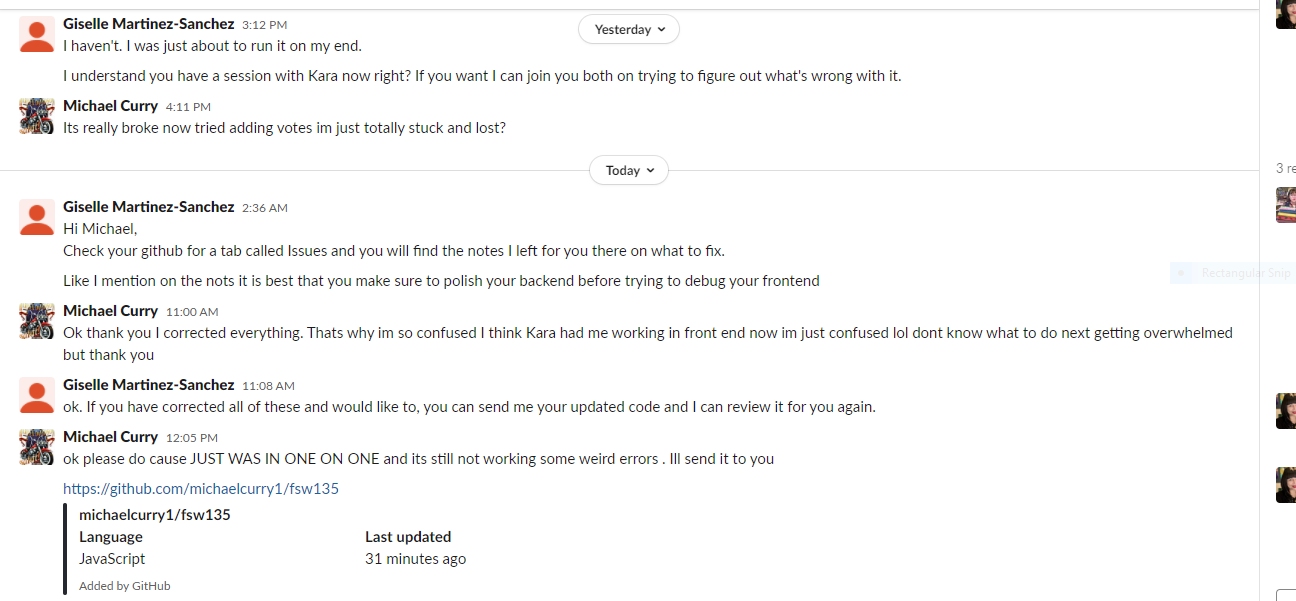 Giselle Martinez-Sanchez 3:12 PM
Yesterday
I haven't. I was just about to run it on my end.
I understand you have a session with Kara now right? If you want I can join you both on trying to figure out what's wrong with it.
Michael Curry 4:11 PM
Its really broke now tried adding votes im just totally stuck and lost?
Today
3 re
Giselle Martinez-Sanchez 2:36 AM
Hi Michael,
Check your github for a tab called Issues and you will find the notes I left for you there on what to fix.
Rectangular Snip
Like I mention on the nots it is best that you make sure to polish your backend before trying to debug your frontend
Michael Curry 11:00 AM
Ok thank you I corrected everything. Thats why im so confused I think Kara had me working in front end now im just confused lol dont know what to do next getting overwhelmed
but thank you
Giselle Martinez-Sanchez 11:08 AM
ok. If you have corrected all of these and would like to, you can send me your updated code and I can review it for you again.
Michael Curry 12:05 PM
ok please do cause JUST WAS IN ONE ON ONE and its still not working some weird errors . Ill send it to you
https://github.com/michaelcurry1/fsw135
michaelcurry1/fsw135
Language Last updated
JavaScript 31 minutes ago
Added by GitHub